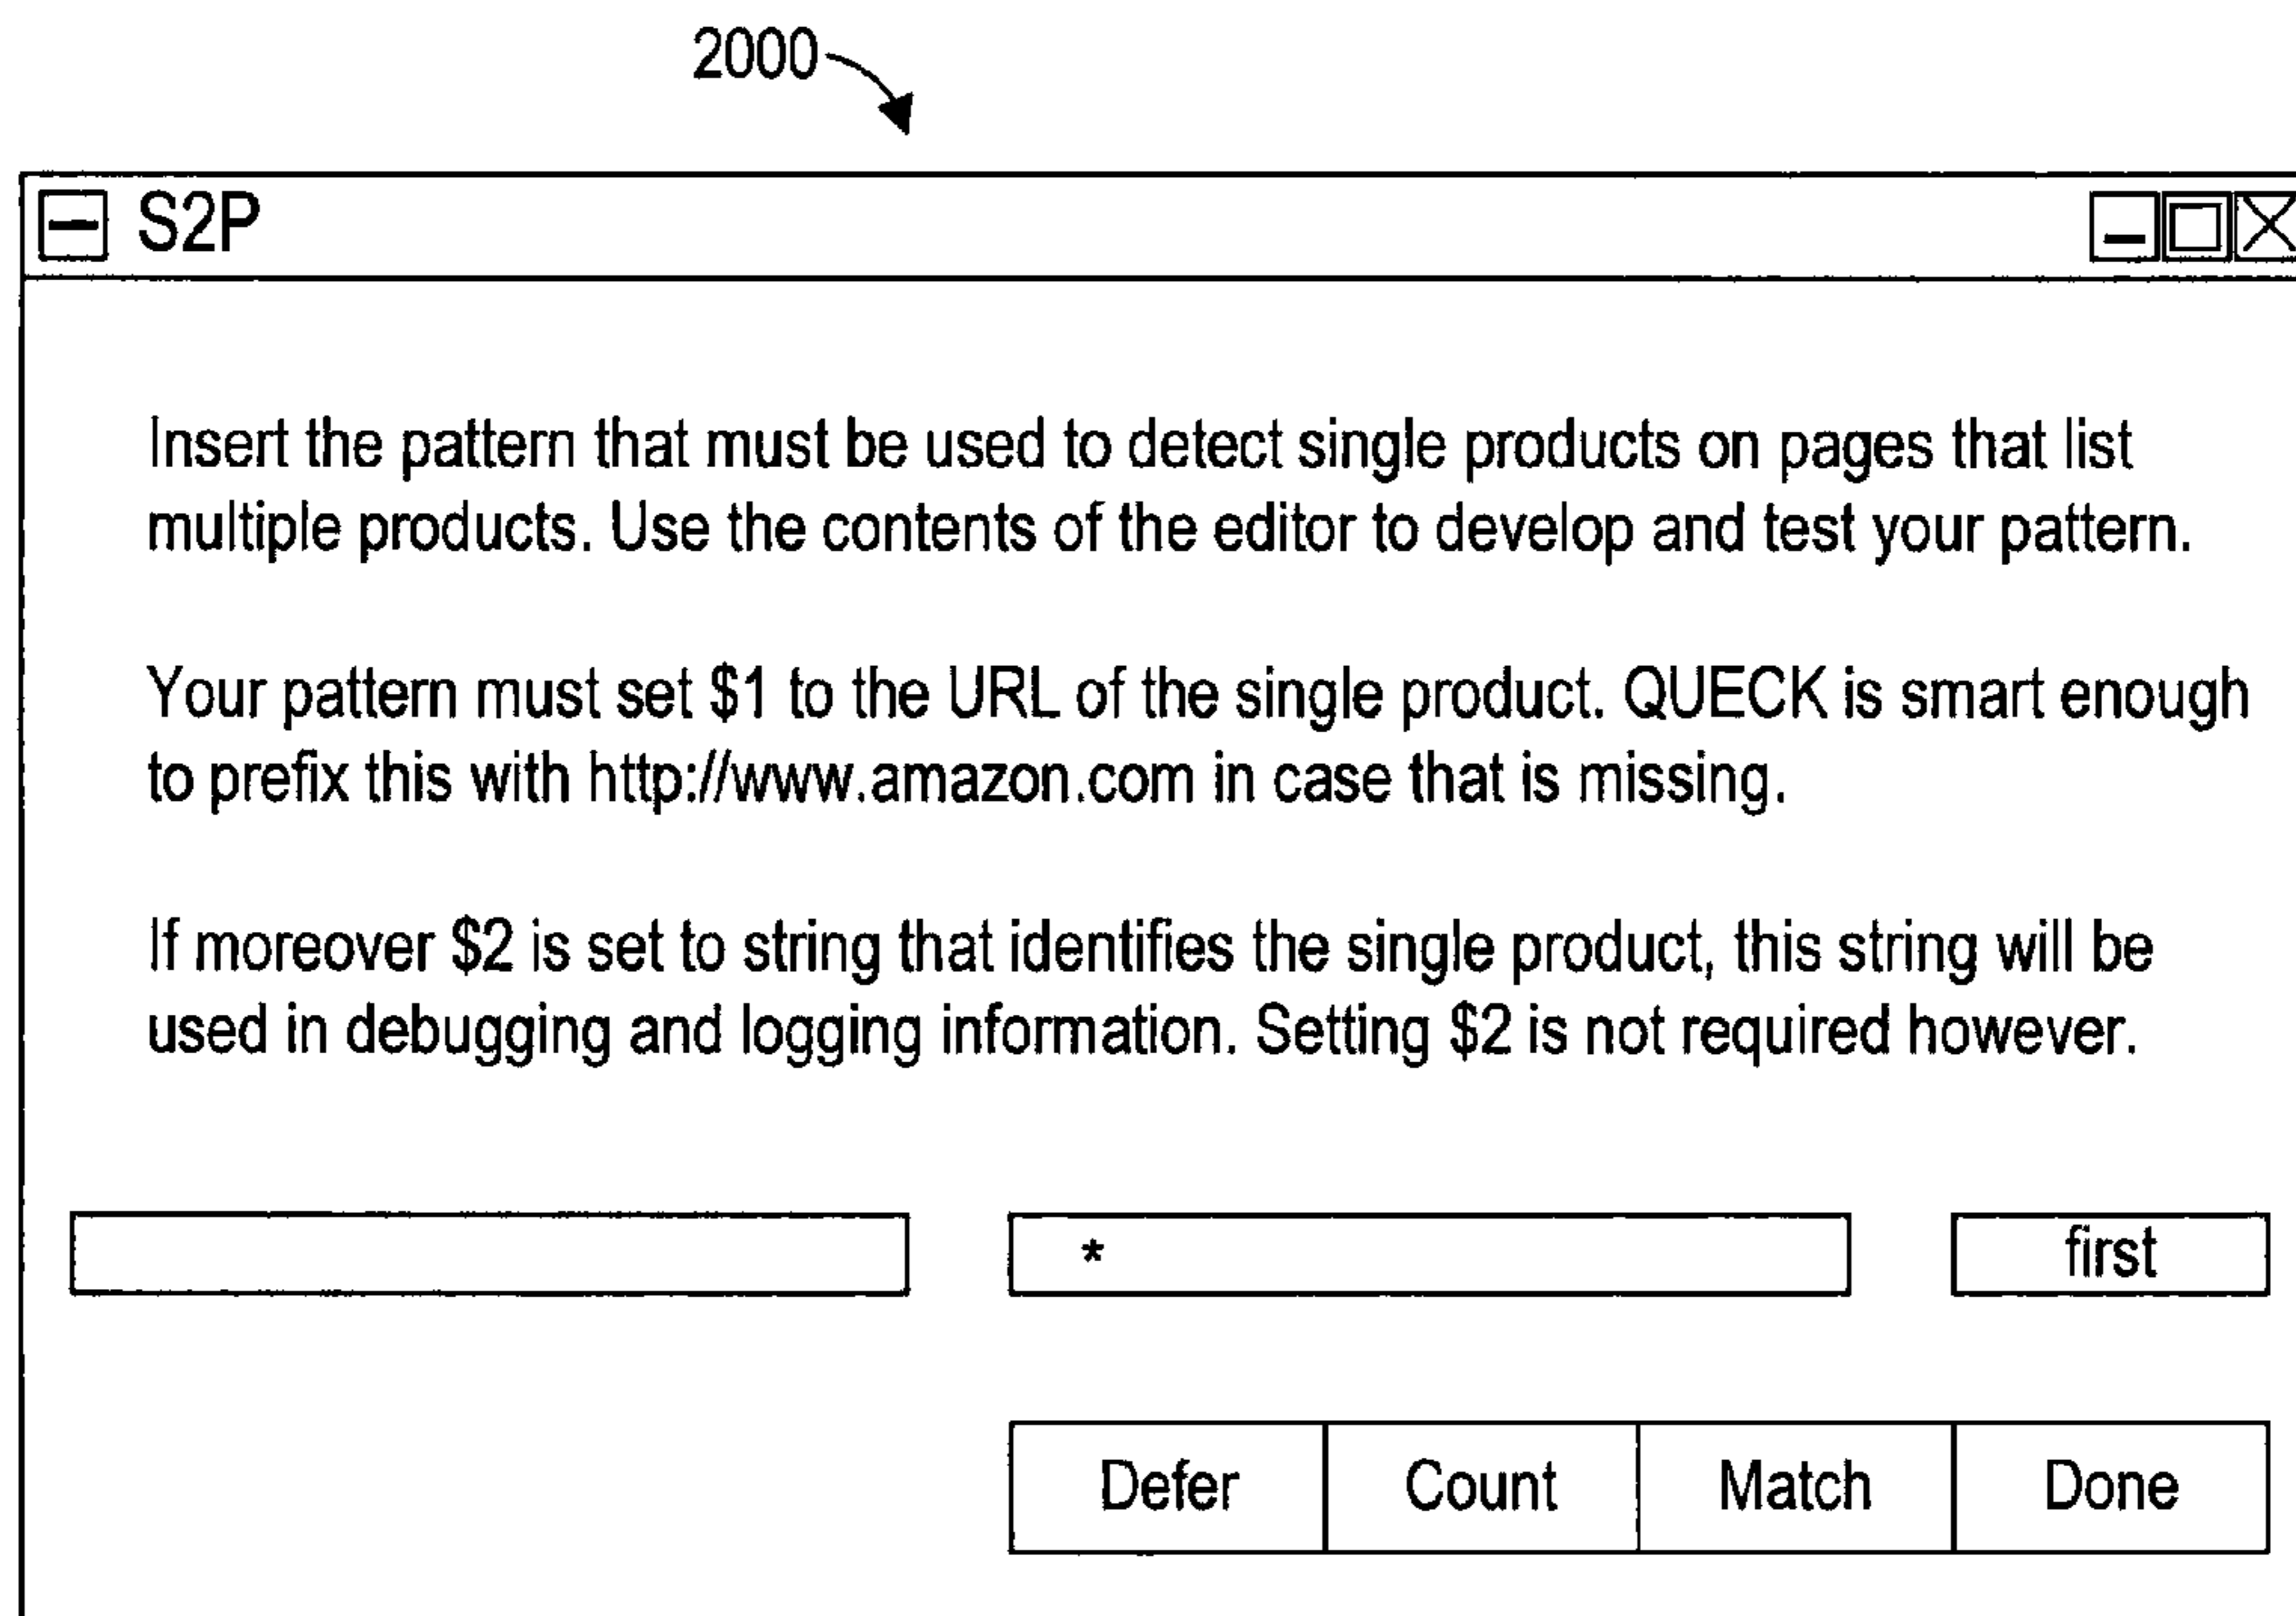 2000
S2P
Insert the pattern that must be used to detect single products on pages that list
multiple products. Use the contents of the editor to develop and test your pattern.
Your pattern must set $1 to the URL of the single product. QUECK is smart enough
to prefix this with http://www.amazon.com in case that is missing.
If moreover $2 is set to string that identifies the single product, this string will be
used in debugging and logging information. Setting $2 is not required however.
* first
Defer Count Match Done